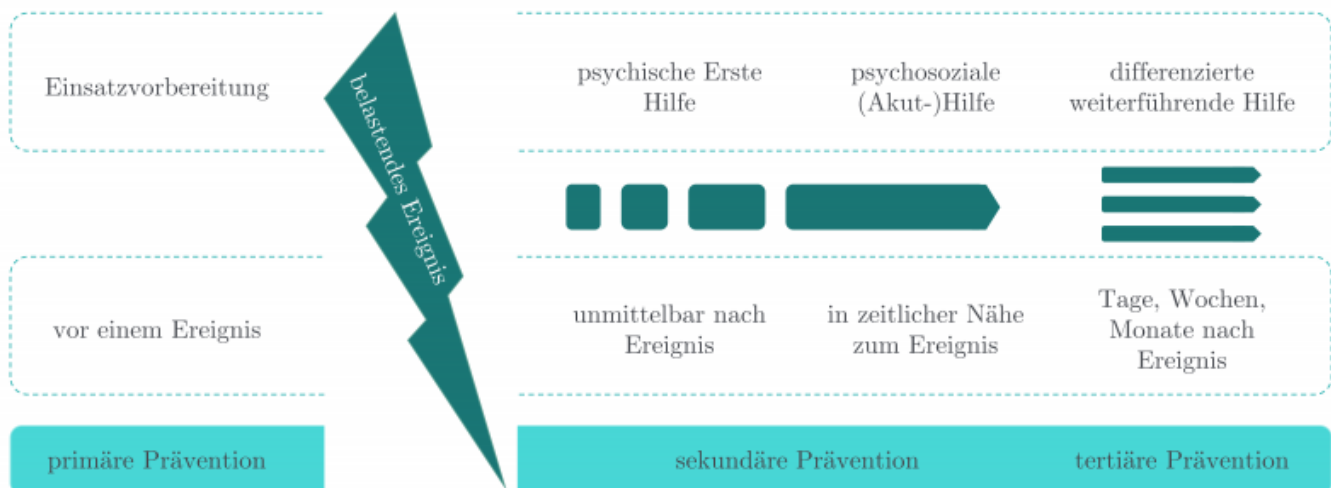 Einsatzvorbereitung
belastendes Ereignis
psychische Erste
Hilfe
psychosoziale
(Akut-)Hilfe
differenzierte
weiterführende Hilfe
vor einem Ereignis
unmittelbar nach
Ereignis
in zeitlicher Nähe
zum Ereignis
Tage, Wochen,
Monate nach
Ereignis
primäre Prävention
sekundäre Prävention
tertiäre Prävention